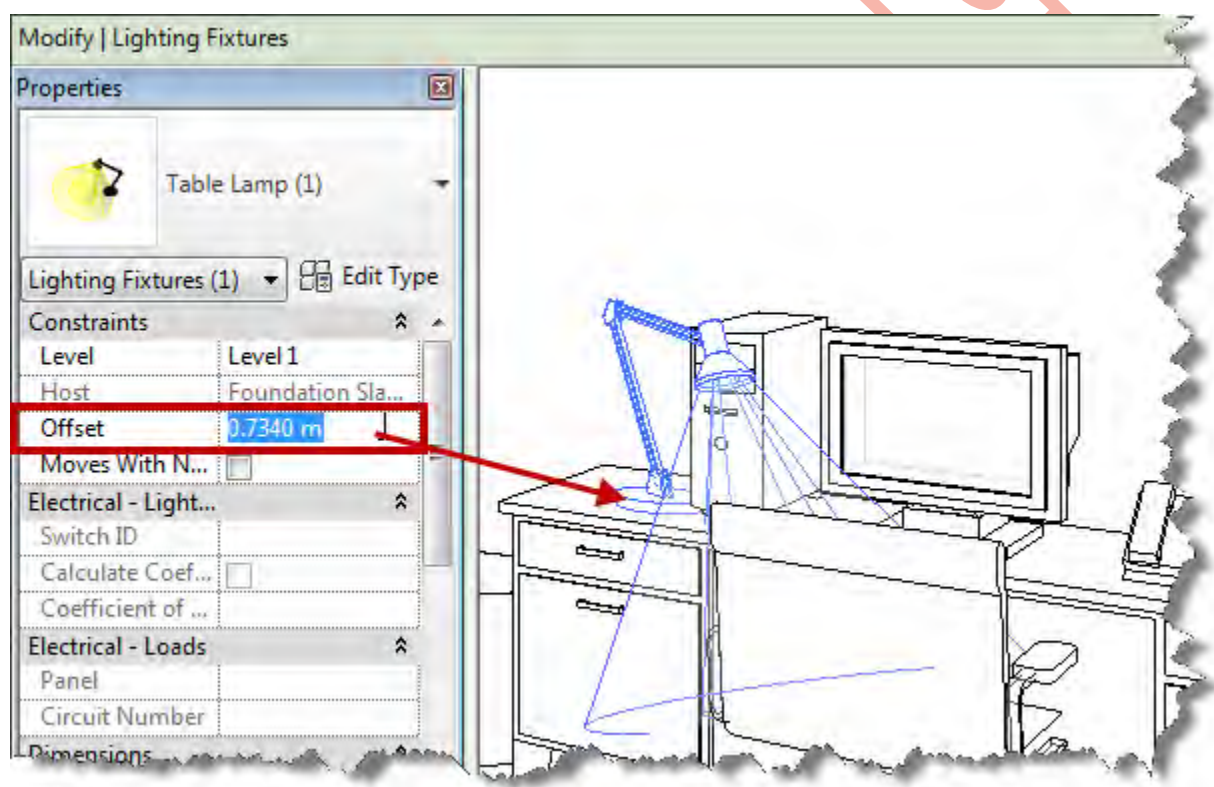 Modify | Lighting Fixtures
Properties
Table Lamp (1)
Lighting Fixtures (1) Edit Type
Constraints
Level Level 1
Host Foundation Sla...
Offset 0.7340 m
Moves With N...
Electrical - Light...
Switch ID
Calculate Coef...
Coefficient of ...
Electrical - Loads
Panel
Circuit Number
Dimensions